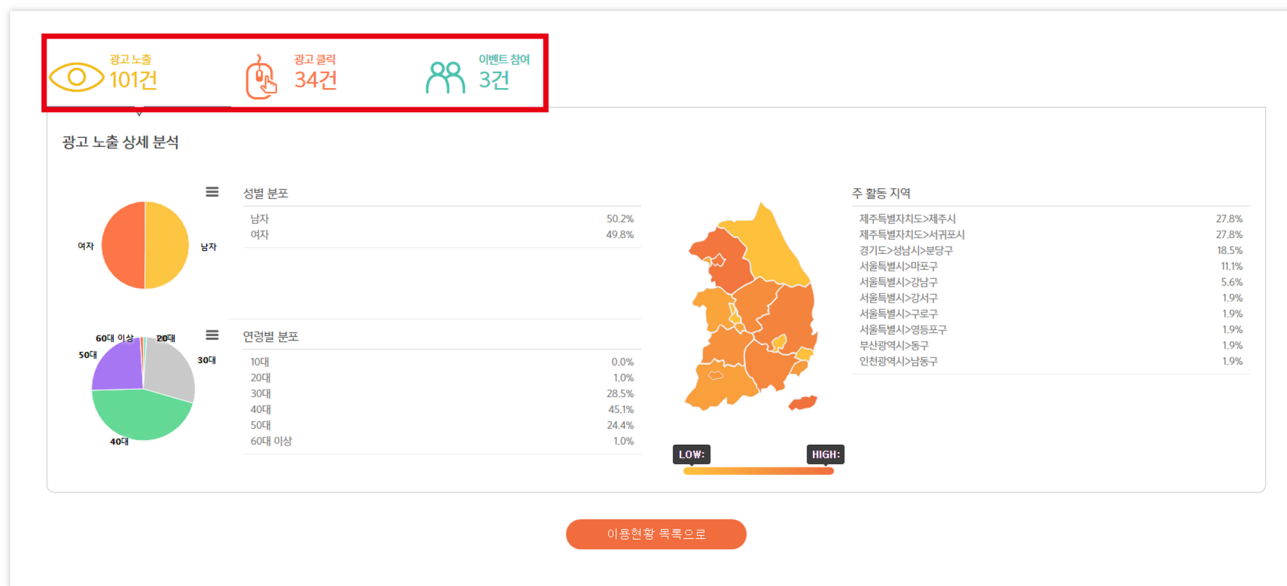 광고 노출
101건
광고 클릭
34건
이벤트 참여
3건
광고 노출 상세 분석
여자
남자
성별 분포
남자 50.2%
여자 49.8%
60대 이상
20대
50대
30대
40대
연령별 분포
10대 0.0%
20대 1.0%
30대 28.5%
40대 45.1%
50대 24.4%
60대 이상 1.0%
LOW:
HIGH:
주 활동 지역
제주특별자치도>제주시 27.8%
제주특별자치도>서귀포시 27.8%
경기도>성남시>분당구 18.5%
서울특별시>마포구 11.1%
서울특별시>강남구 5.6%
서울특별시>강서구 1.9%
서울특별시>구로구 1.9%
서울특별시>영등포구 1.9%
부산광역시>동구 1.9%
인천광역시>남동구 1.9%
이용현황 목록으로